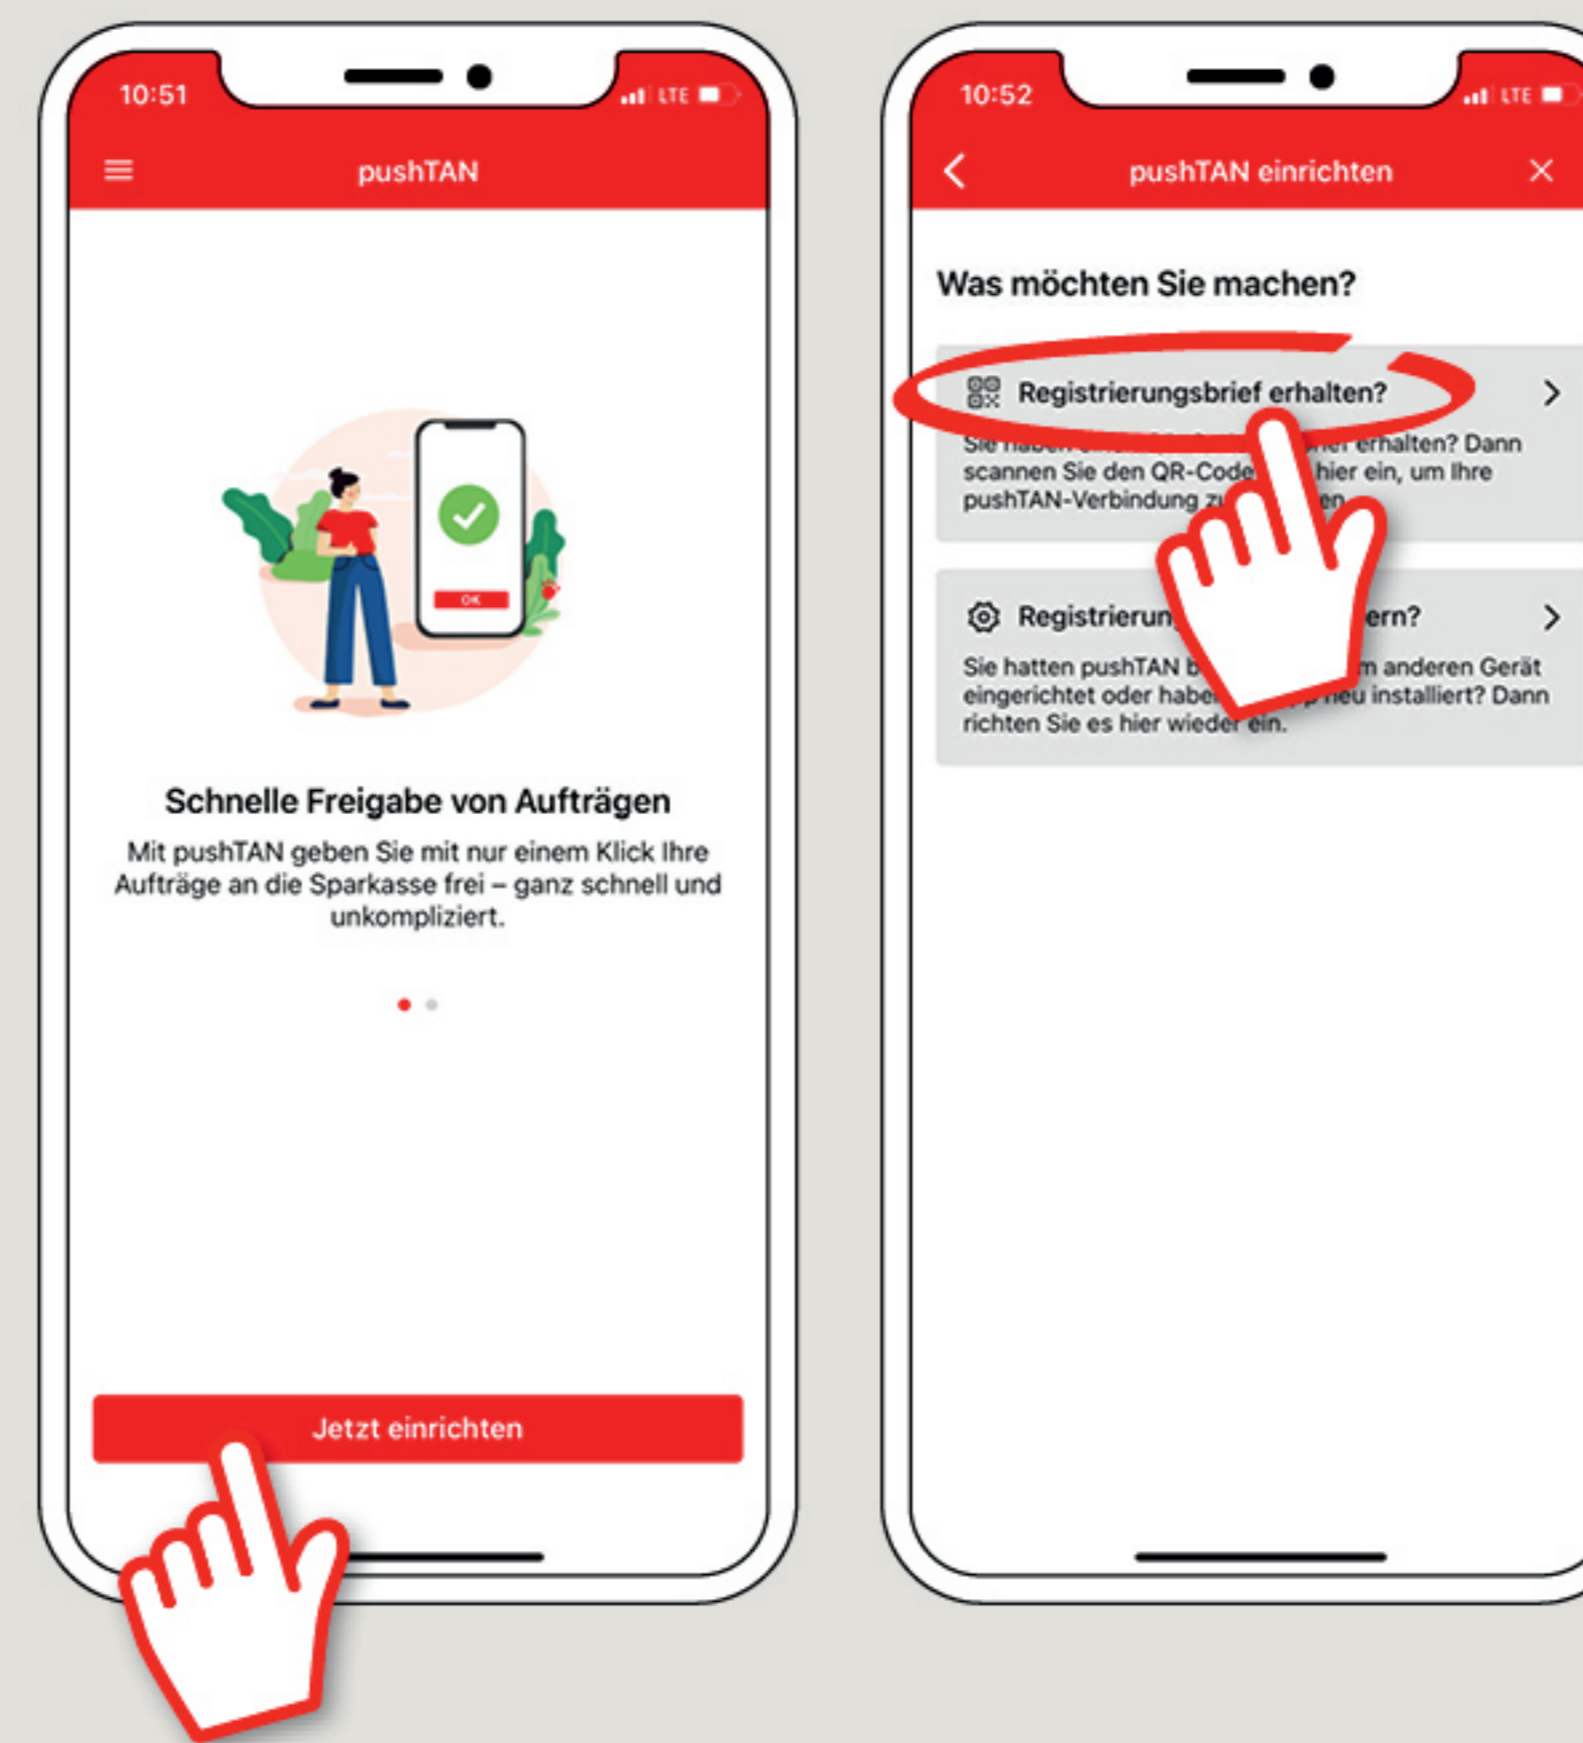 10:51
LTE
pushTAN
OK
Schnelle Freigabe von Aufträgen
Mit pushTAN geben Sie mit nur einem Klick Ihre
Aufträge an die Sparkasse frei – ganz schnell und
unkompliziert.
Jetzt einrichten
10:52
LTE
pushTAN einrichten
Was möchten Sie machen?
Registrierungsbrief erhalten?
Sie haben erhalten? Dann
scannen Sie den QR-Code hier ein, um Ihre
pushTAN-Verbindung
Sie hatten pushTAN anderen Gerät
eingerichtet oder neu installiert? Dann
richten Sie es hier wieder ein.